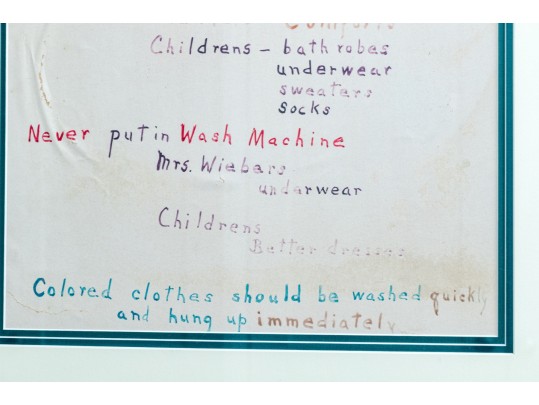 Comforts
Childrens - bath robes
underwear
sweaters
socks
Never put in Wash Machine
Mrs. Wiebers
underwear
Childrens
Better dresses
Colored clothes should be washed quickly
and hung up immediately